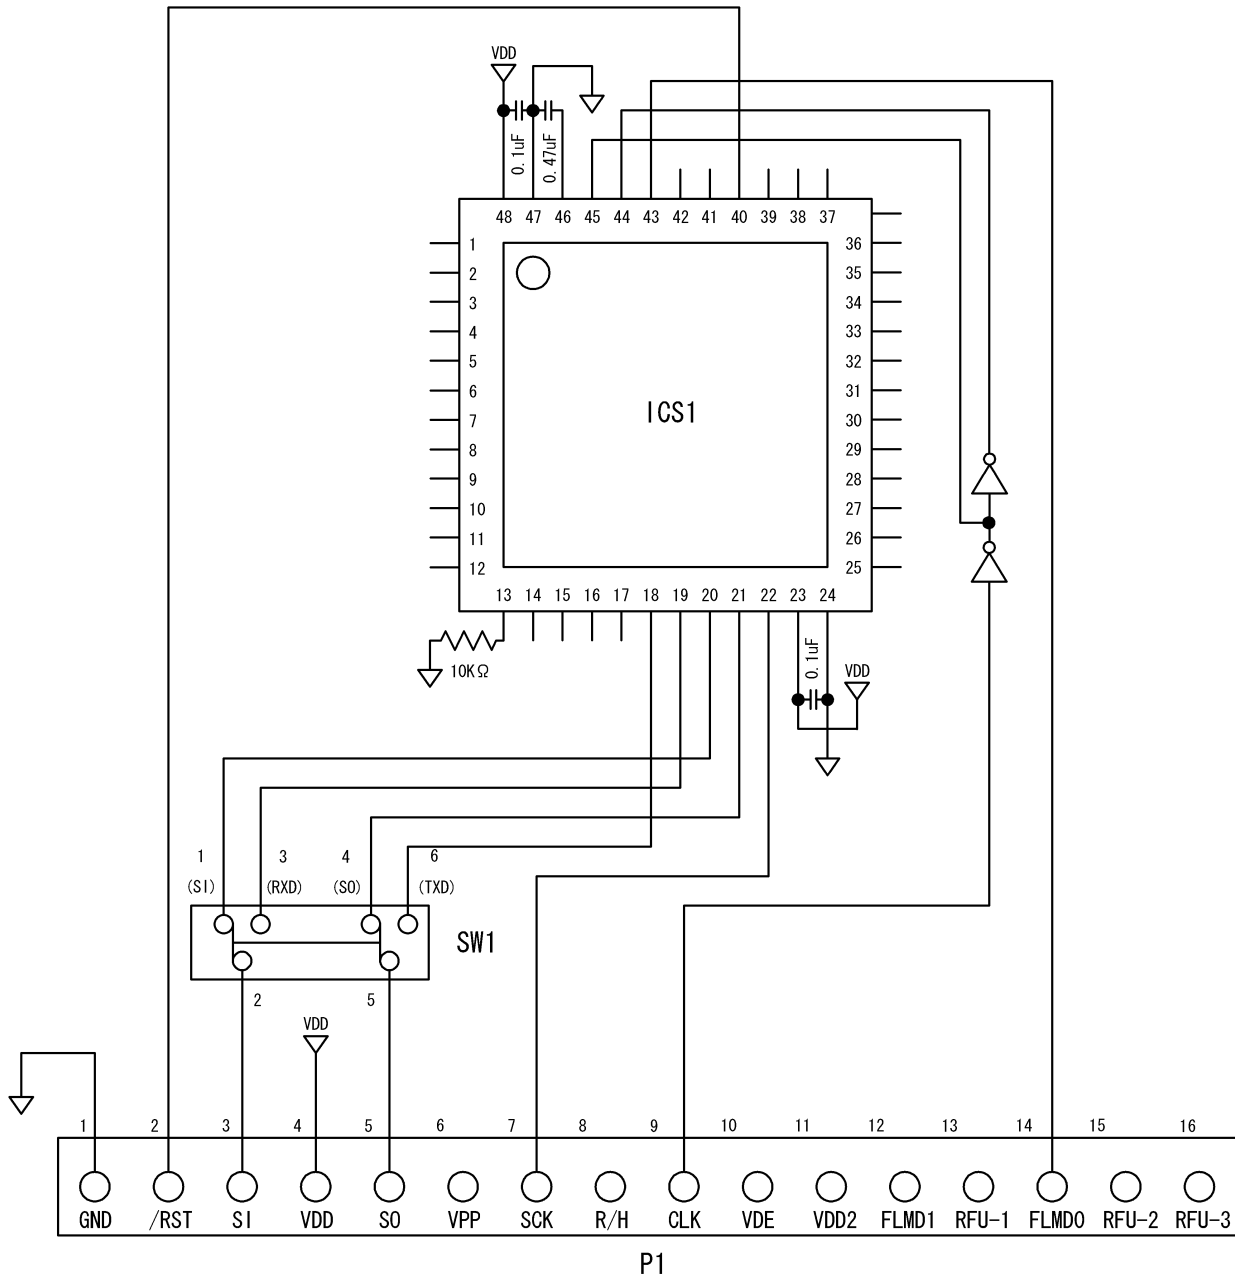 VDD
0.1uF
0.47uF
48 47 46 45 44 43 42 41 40 39 38 37
1 36
2 35
3 34
4 33
5 32
6 31
ICS1
7 30
8 29
9 28
10 27
11 26
12 25
13 14 15 16 17 18 19 20 21 22 23 24
10KΩ
0.1uF
VDD
1 3 4 6
(SI) (RXD) (SO) (TXD)
SW1
2 5
VDD
1 2 3 4 5 6 7 8 9 10 11 12 13 14 15 16
GND /RST SI VDD SO VPP SCK R/H CLK VDE VDD2 FLMD1 RFU-1 FLMD0 RFU-2 RFU-3
P1